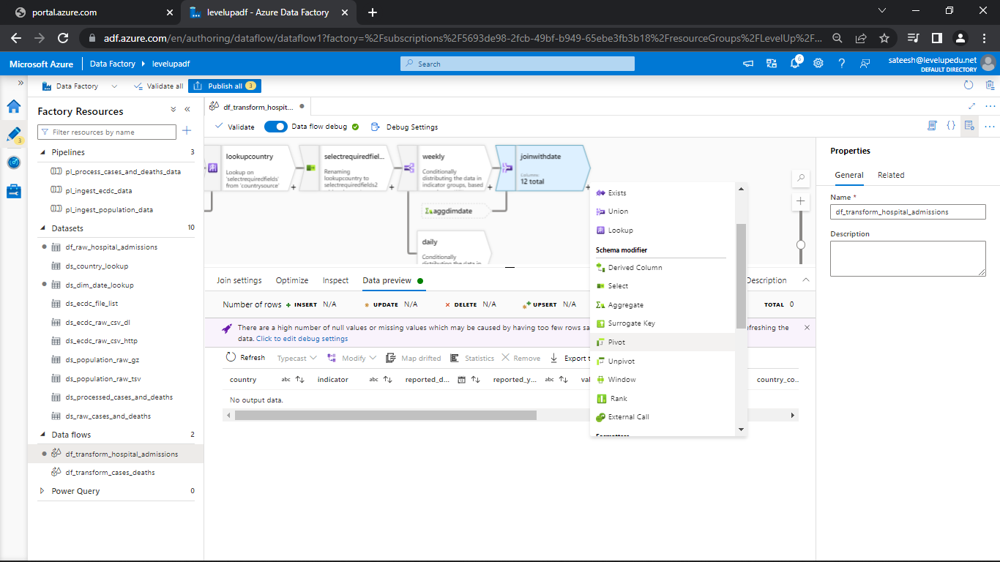 portal.azure.com
levelupadf - Azure Data Factory
adf.azure.com/en/authoring/dataflow/dataflow1?factory=%2Fsubscriptions%2F5693de98-2fcb-49bf-b949-65ebe3fb3b18%2FresourceGroups%2FLevelUp%2F...
Microsoft Azure
Data Factory
levelupadf
Search
6
sateesh@levelupedu.net
DEFAULT DIRECTORY
Data Factory
Validate all
Publish all 3
3
Factory Resources
Filter resources by name
Pipelines 3
pl_process_cases_and_deaths_data
pl_ingest_ecdc_data
pl_ingest_population_data
Datasets 10
df_raw_hospital_admissions
ds_country_lookup
ds_dim_date_lookup
ds_ecdc_file_list
ds_ecdc_raw_csv_dl
ds_ecdc_raw_csv_http
ds_population_raw_gz
ds_population_raw_tsv
ds_processed_cases_and_deaths
ds_raw_cases_and_deaths
Data flows 2
df_transform_hospital_admissions
df_transform_cases_deaths
Power Query 0
df_transform_hospit...
Validate
Data flow debug
Debug Settings
lookupcountry
Lookup on
'selectrequiredfields'
from 'countrysource'
selectrequiredfiel...
Renaming
lookupcountry to
selectrequiredfields2
weekly
Conditionally
distributing the data in
indicator groups, based
joinwithdate
Columns:
12 total
aggdimdate
daily
Conditionally
distributing the data in
Exists
Union
Lookup
Schema modifier
Derived Column
Select
Aggregate
Surrogate Key
Pivot
Unpivot
Window
Rank
External Call
Formatters
Join settings
Optimize
Inspect
Data preview
Description
Number of rows + INSERT N/A
UPDATE N/A
DELETE N/A
UPSERT N/A
TOTAL 0
There are a high number of null values or missing values which may be caused by having too few rows sa
efreshing the
data. Click to edit debug settings
Refresh
Typecast
Modify
Map drifted
Statistics
Remove
Export t
country abc
indicator abc
reported_d...
reported_y... abc
val
country_co...
No output data.
Properties
General
Related
Name *
df_transform_hospital_admissions
Description